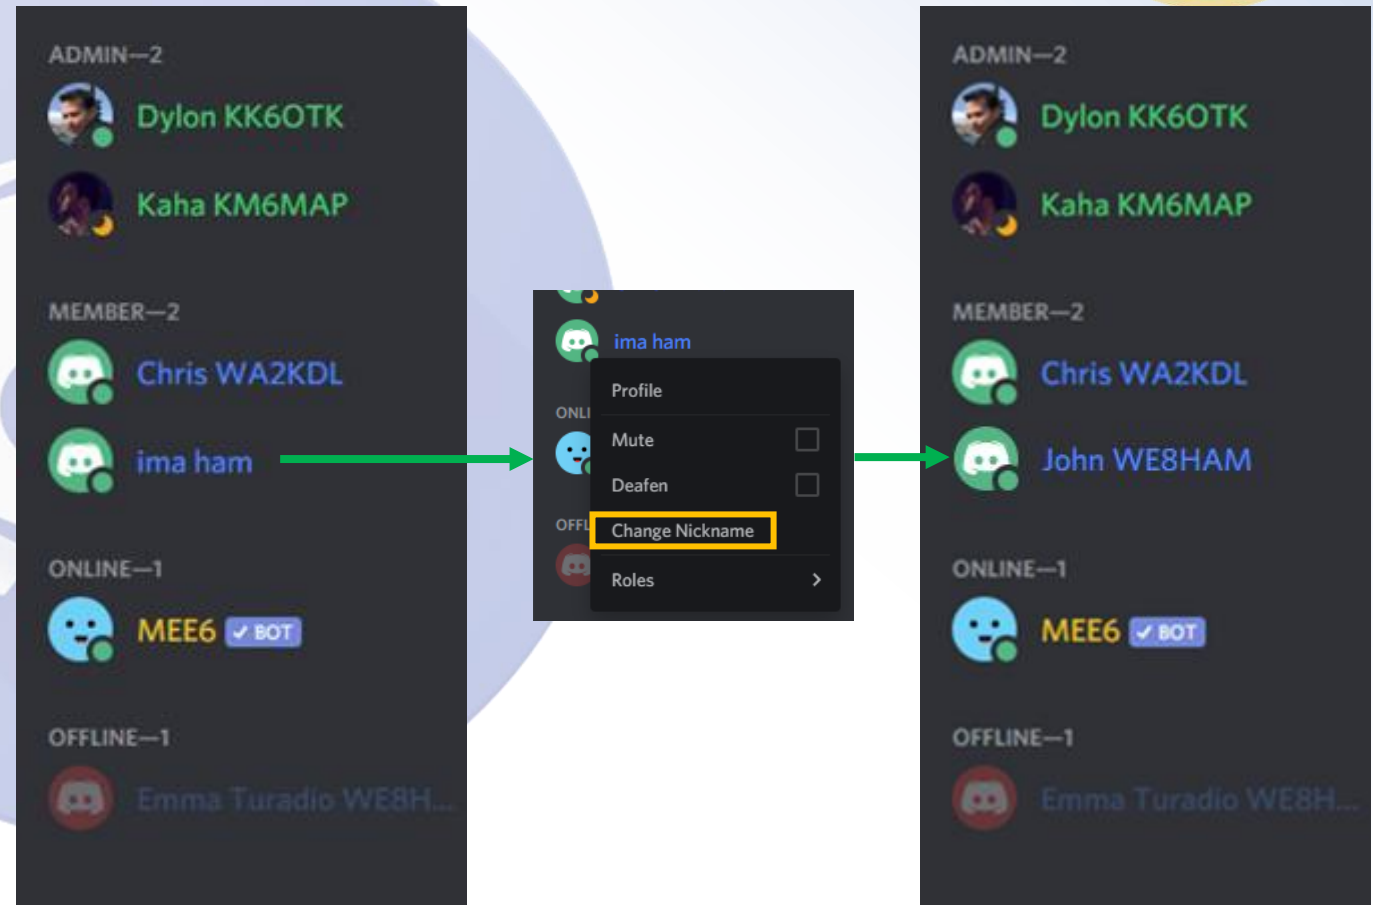 ADMIN—2
Dylon KK6OTK
Kaha KM6MAP
MEMBER—2
Chris WA2KDL
ima ham
ONLINE—1
MEE6 ✓ BOT
OFFLINE—1
Emma Turadio WE8H...
ima ham
Profile
ONLI
Mute
Deafen
OFFL
Change Nickname
Roles >
ADMIN—2
Dylon KK6OTK
Kaha KM6MAP
MEMBER—2
Chris WA2KDL
John WE8HAM
ONLINE—1
MEE6 ✓ BOT
OFFLINE—1
Emma Turadio WE8H...